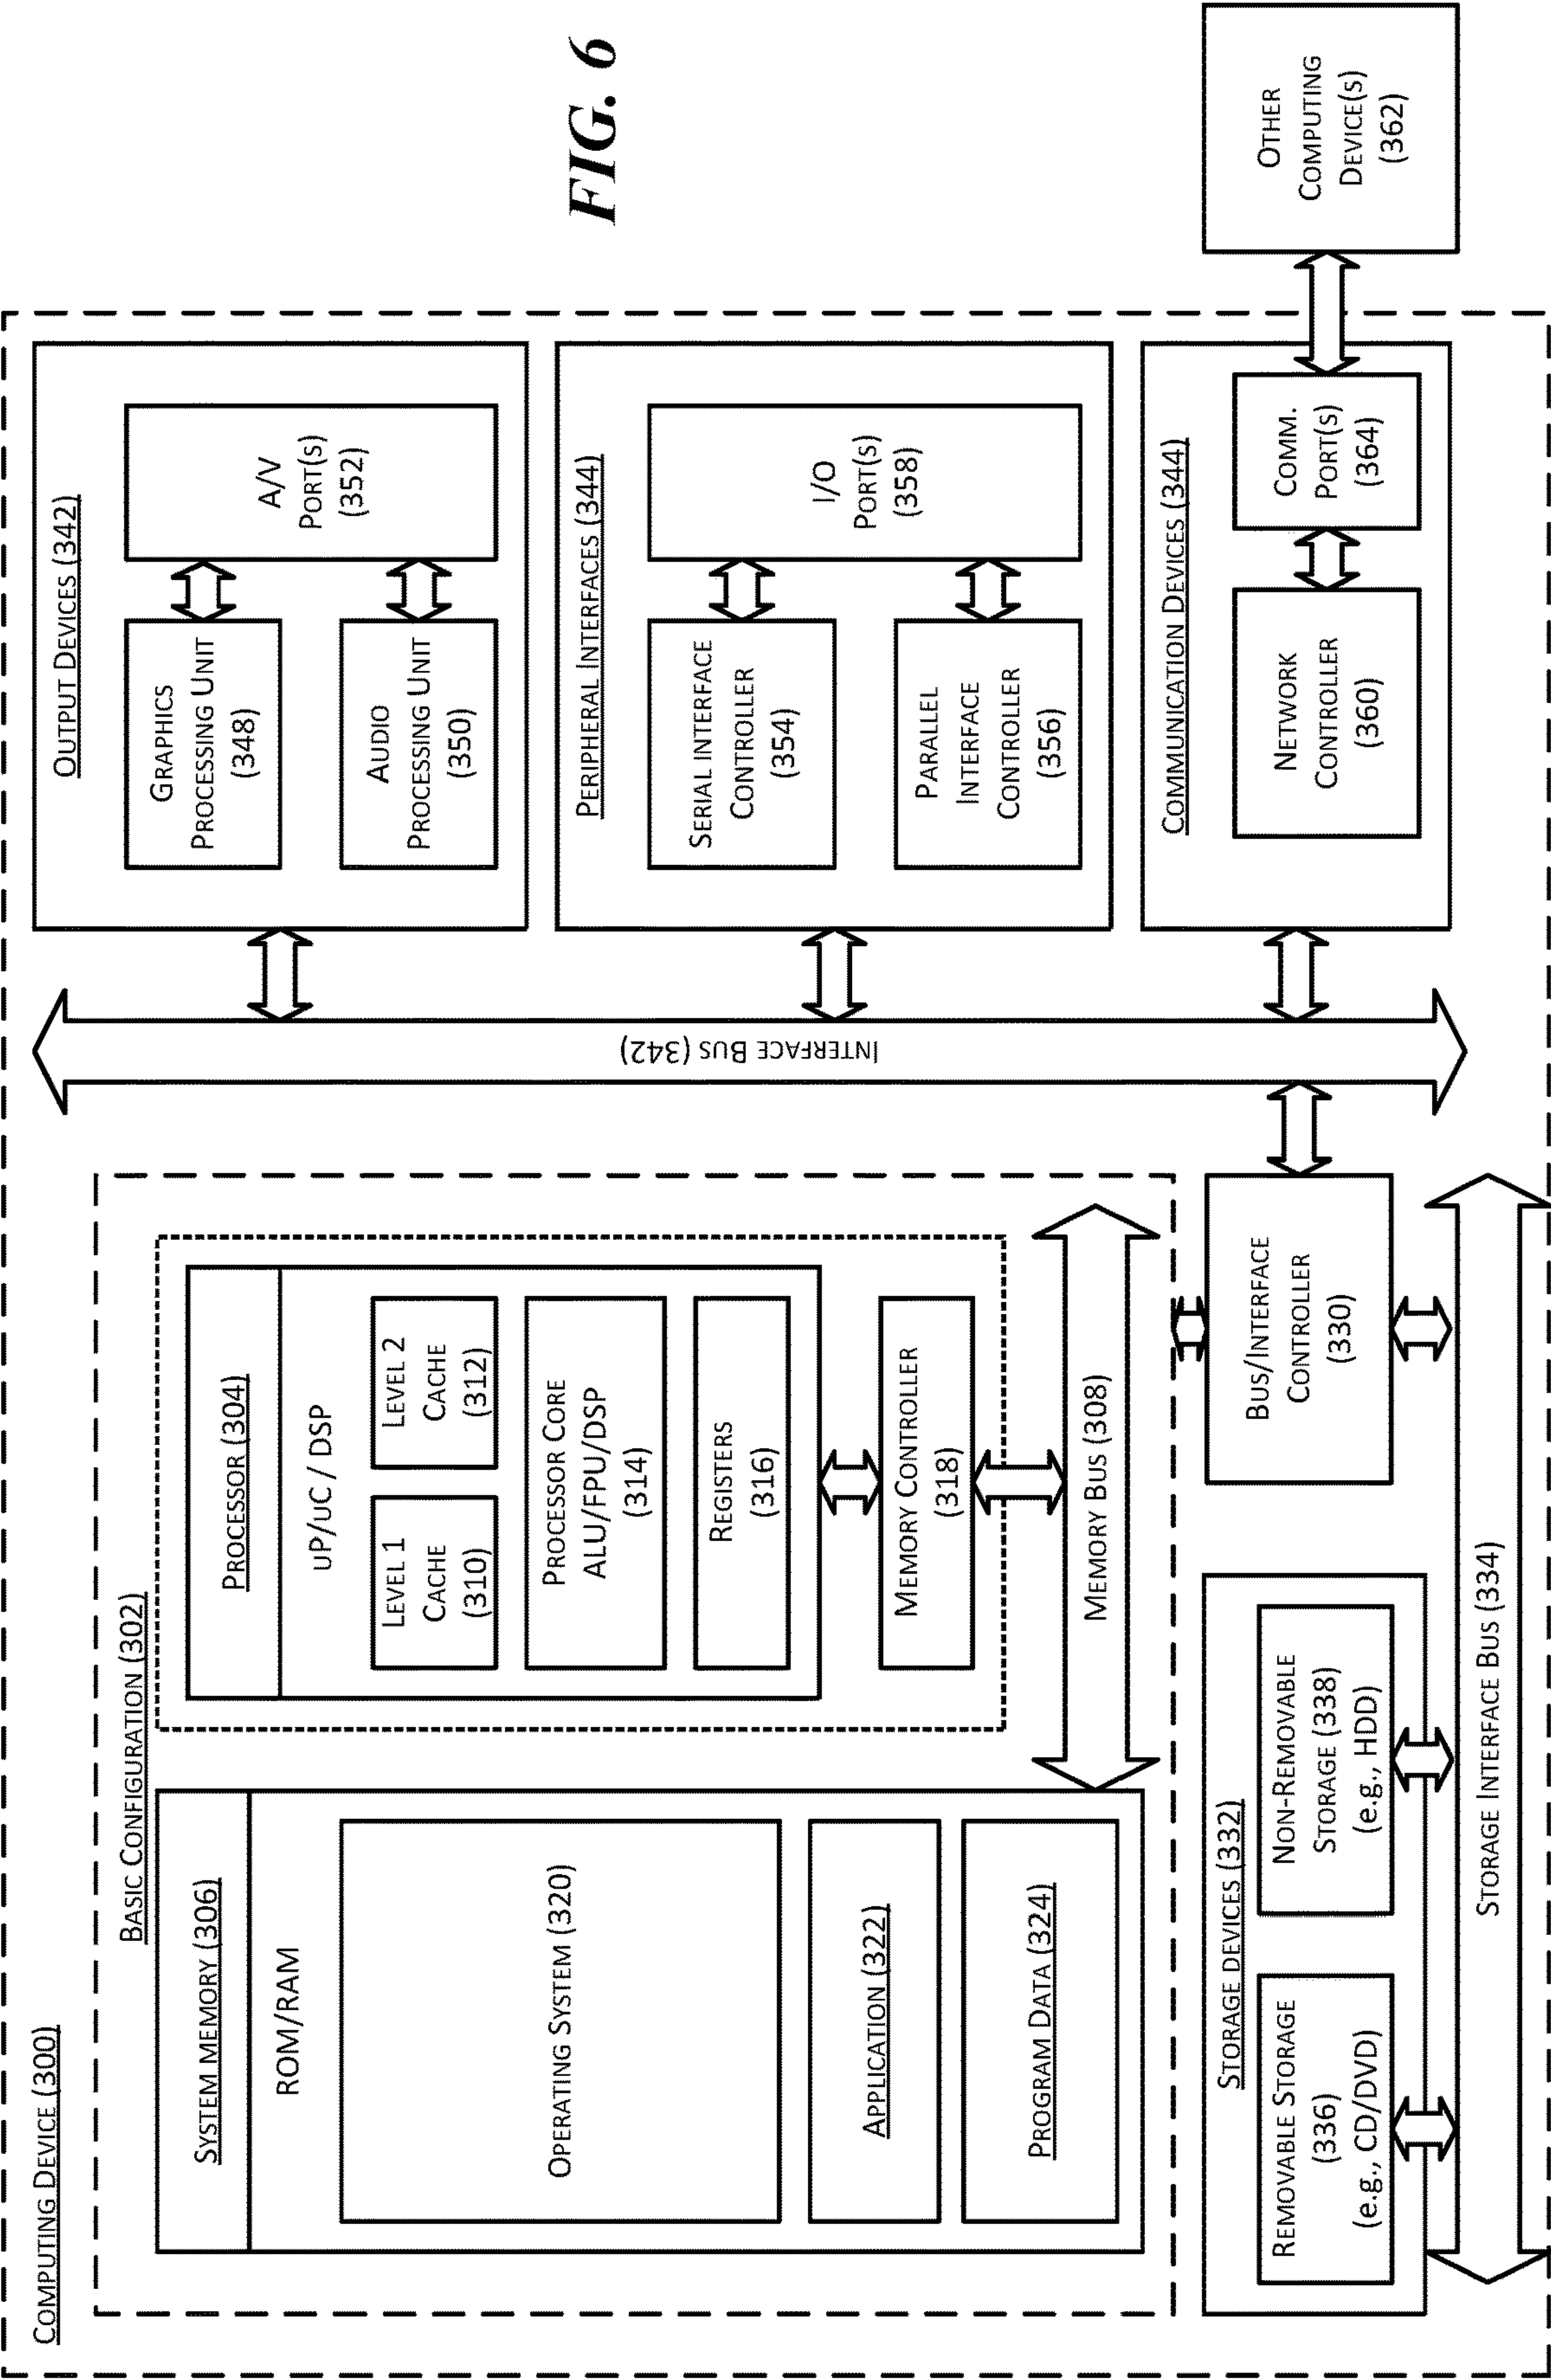 COMPUTING DEVICE (300)
BASIC CONFIGURATION (302)
SYSTEM MEMORY (306)
ROM/RAM
OPERATING SYSTEM (320)
APPLICATION (322)
PROGRAM DATA (324)
PROCESSOR (304)
uP/uC / DSP
LEVEL 1
CACHE
(310)
LEVEL 2
CACHE
(312)
PROCESSOR CORE
ALU/FPU/DSP
(314)
REGISTERS
(316)
MEMORY CONTROLLER
(318)
MEMORY BUS (308)
STORAGE DEVICES (332)
REMOVABLE STORAGE
(336)
(e.g., CD/DVD)
NON-REMOVABLE
STORAGE (338)
(e.g., HDD)
BUS/INTERFACE
CONTROLLER
(330)
STORAGE INTERFACE BUS (334)
INTERFACE BUS (342)
OUTPUT DEVICES (342)
GRAPHICS
PROCESSING UNIT
(348)
AUDIO
PROCESSING UNIT
(350)
A/V
PORT(S)
(352)
PERIPHERAL INTERFACES (344)
SERIAL INTERFACE
CONTROLLER
(354)
PARALLEL
INTERFACE
CONTROLLER
(356)
I/O
PORT(S)
(358)
COMMUNICATION DEVICES (344)
NETWORK
CONTROLLER
(360)
COMM.
PORT(S)
(364)
OTHER
COMPUTING
DEVICE(S)
(362)
FIG. 6